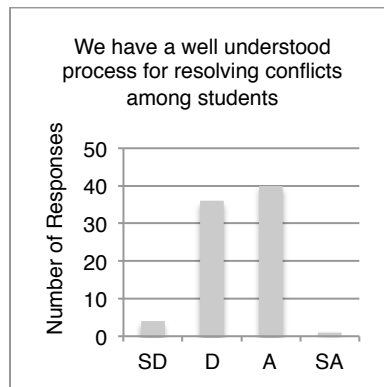 We have a well understood
process for resolving conflicts
among students
Number of Responses
50
40
30
20
10
0
SD D A SA